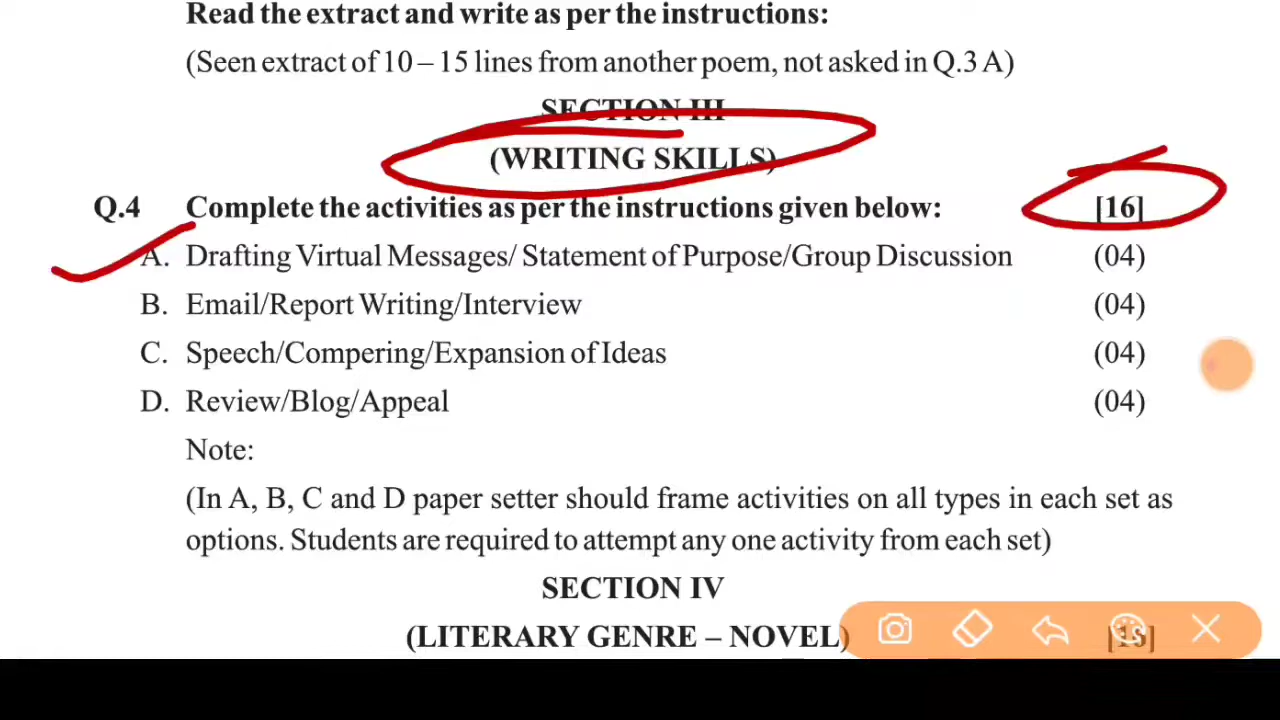 Read the extract and write as per the instructions:
(Seen extract of 10 – 15 lines from another poem, not asked in Q.3 A)
SECTION III
(WRITING SKILLS)
Q.4 Complete the activities as per the instructions given below: [16]
A. Drafting Virtual Messages/ Statement of Purpose/Group Discussion (04)
B. Email/Report Writing/Interview (04)
C. Speech/Compering/Expansion of Ideas (04)
D. Review/Blog/Appeal (04)
Note:
(In A, B, C and D paper setter should frame activities on all types in each set as
options. Students are required to attempt any one activity from each set)
SECTION IV
(LITERARY GENRE – NOVEL)